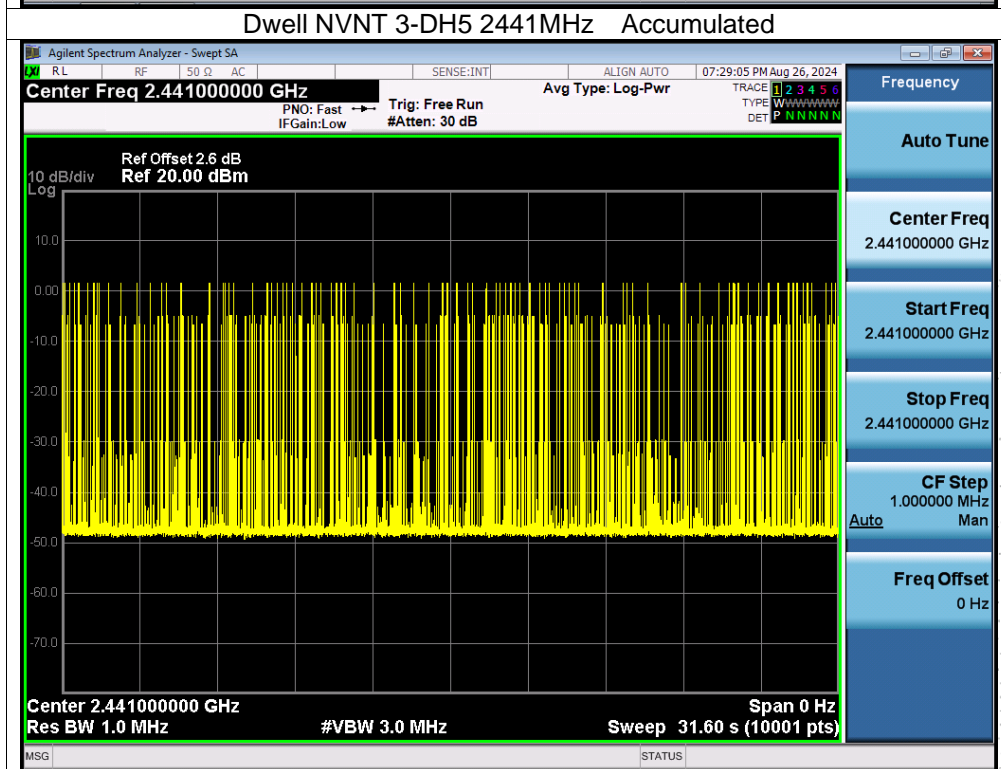 Dwell NVNT 3-DH5 2441MHz    Accumulated
Agilent Spectrum Analyzer - Swept SA
LXI RL RF 50 Ω AC SENSE:INT ALIGN AUTO 07:29:05 PM Aug 26, 2024
Center Freq 2.441000000 GHz Avg Type: Log-Pwr TRACE 1 2 3 4 5 6
PNO: Fast Trig: Free Run TYPE WWWWWWW
IFGain:Low #Atten: 30 dB DET P N N N N N
Frequency
Auto Tune
Ref Offset 2.6 dB
10 dB/div Ref 20.00 dBm
Log
10.0
0.00
-10.0
-20.0
-30.0
-40.0
-50.0
-60.0
-70.0
Center 2.441000000 GHz Span 0 Hz
Res BW 1.0 MHz #VBW 3.0 MHz Sweep 31.60 s (10001 pts)
Center Freq
2.441000000 GHz
Start Freq
2.441000000 GHz
Stop Freq
2.441000000 GHz
CF Step
1.000000 MHz
Auto Man
Freq Offset
0 Hz
MSG STATUS